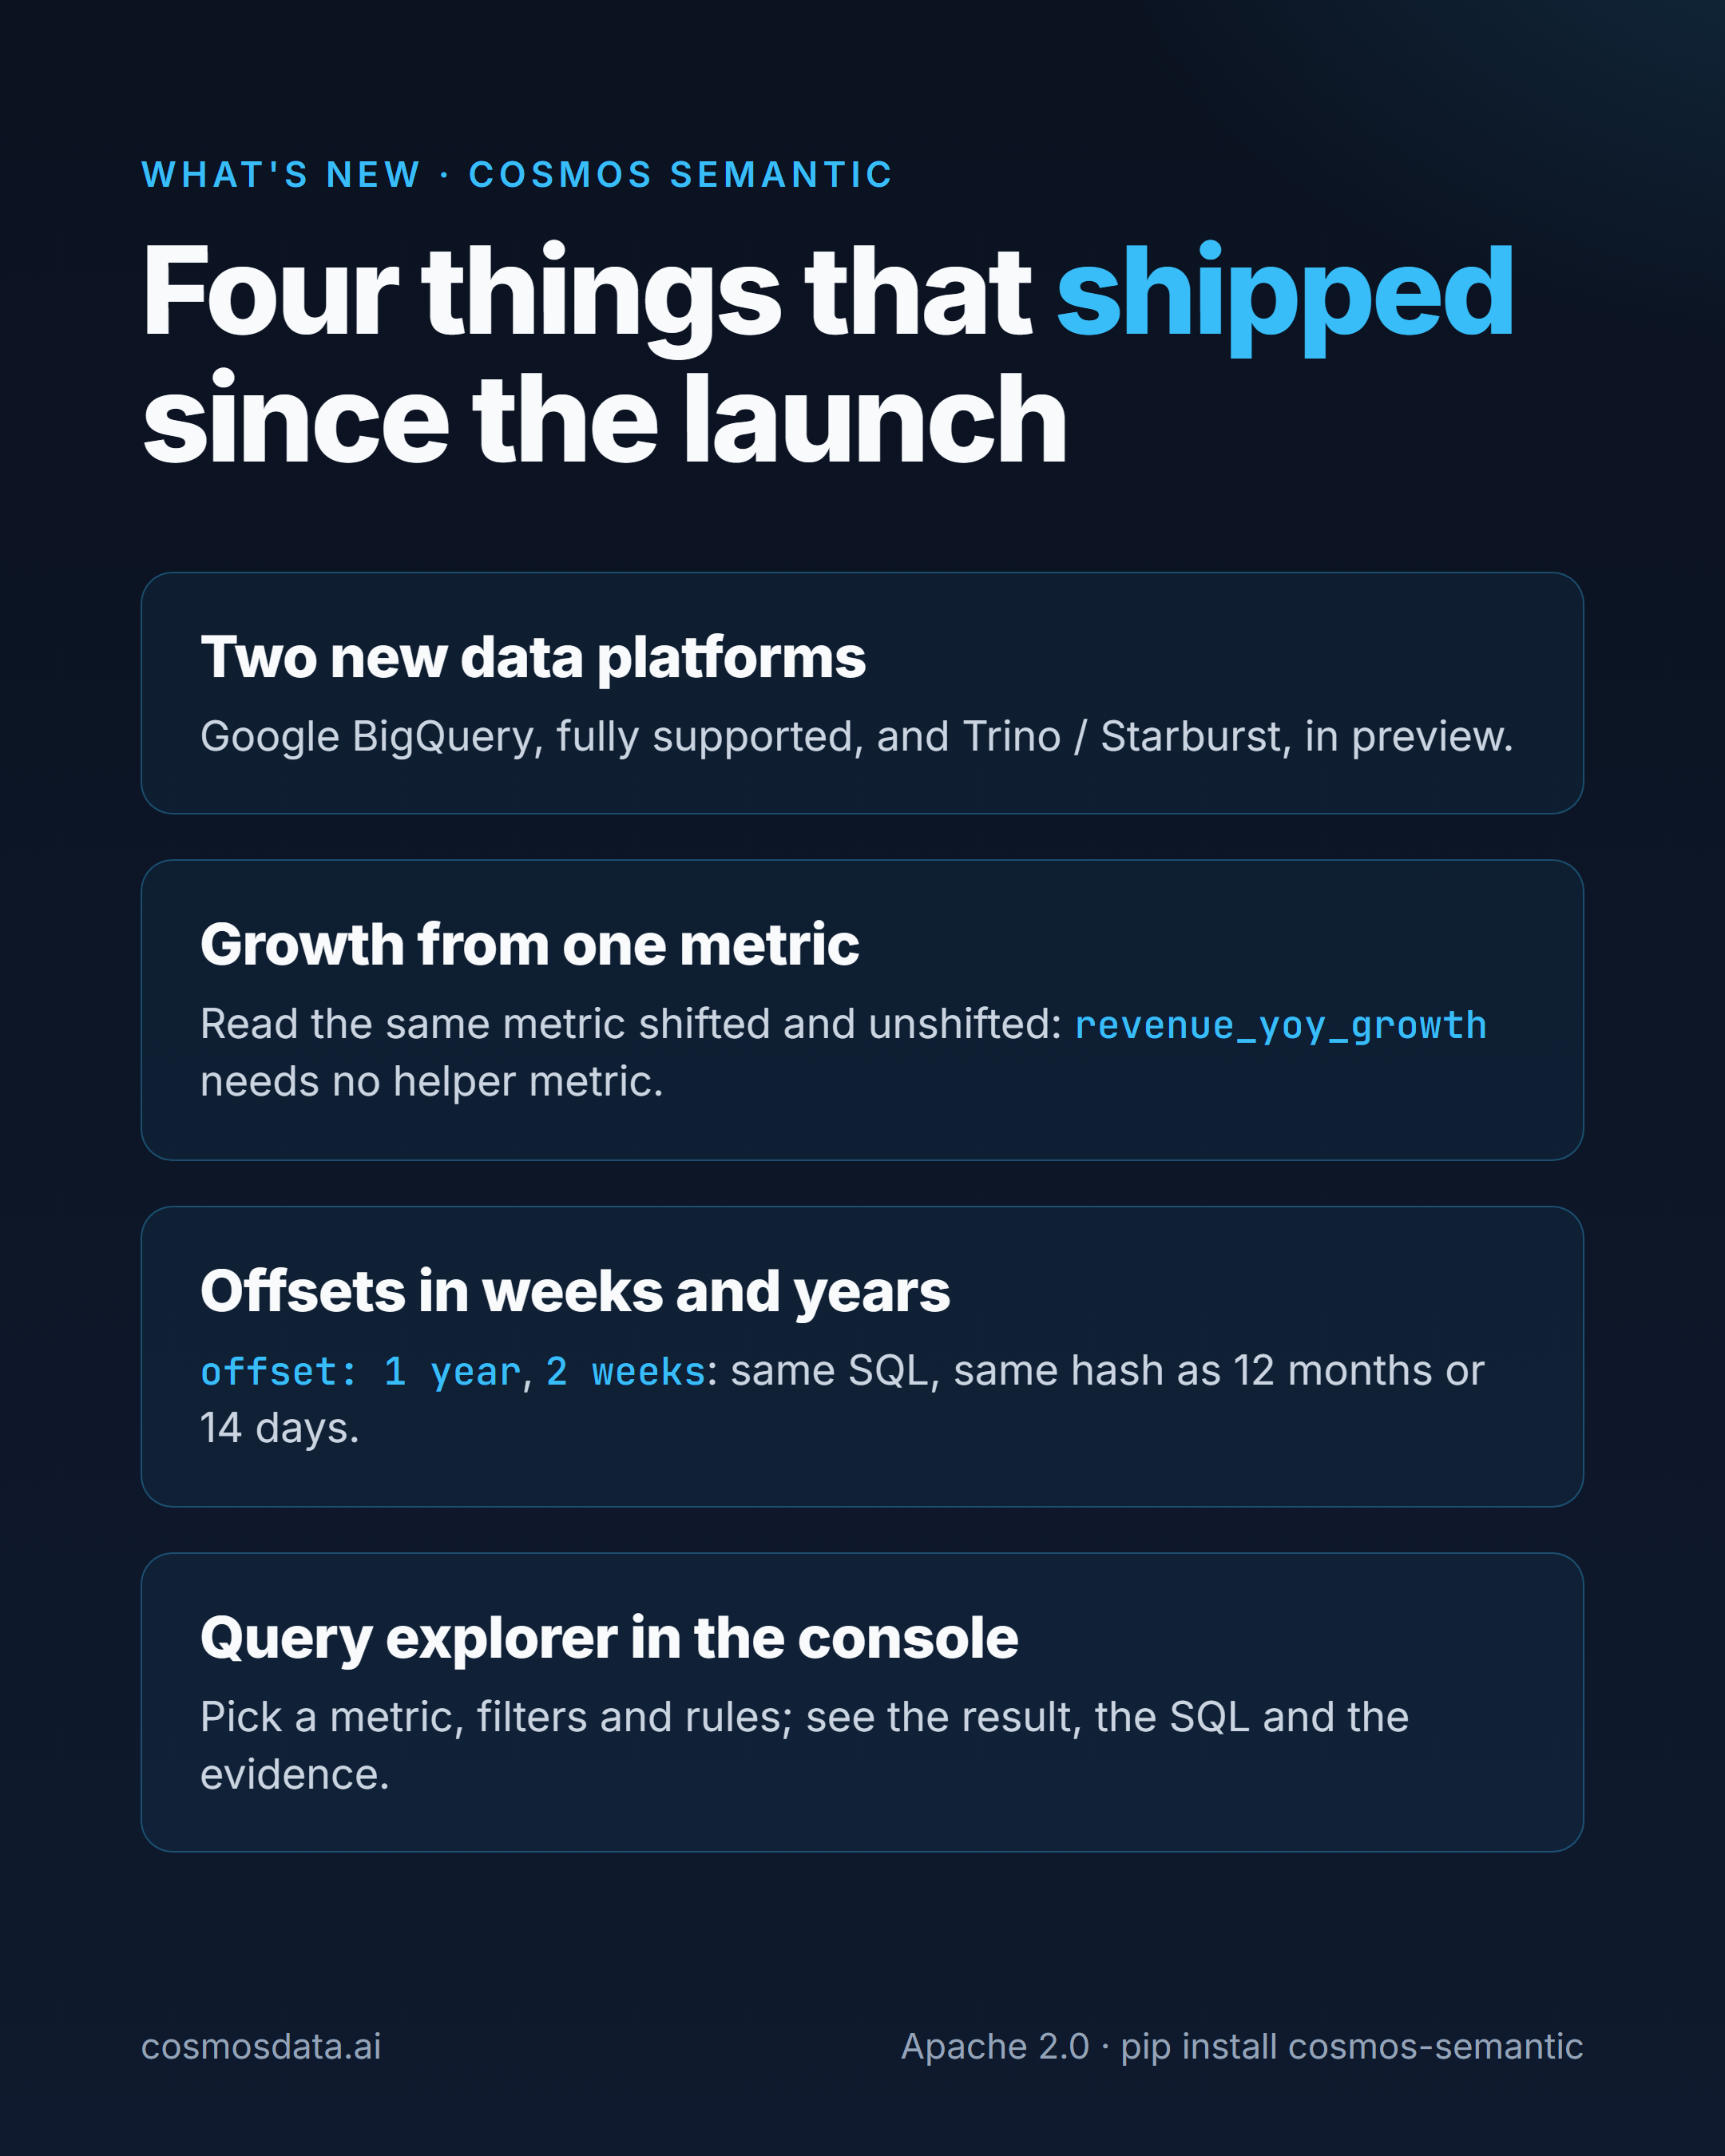 WHAT'S NEW · COSMOS SEMANTIC
Four things that shipped
since the launch
Two new data platforms
Google BigQuery, fully supported, and Trino / Starburst, in preview.
Growth from one metric
Read the same metric shifted and unshifted: revenue_yoy_growth
needs no helper metric.
Offsets in weeks and years
offset: 1 year, 2 weeks: same SQL, same hash as 12 months or
14 days.
Query explorer in the console
Pick a metric, filters and rules; see the result, the SQL and the
evidence.
cosmosdata.ai
Apache 2.0 · pip install cosmos-semantic